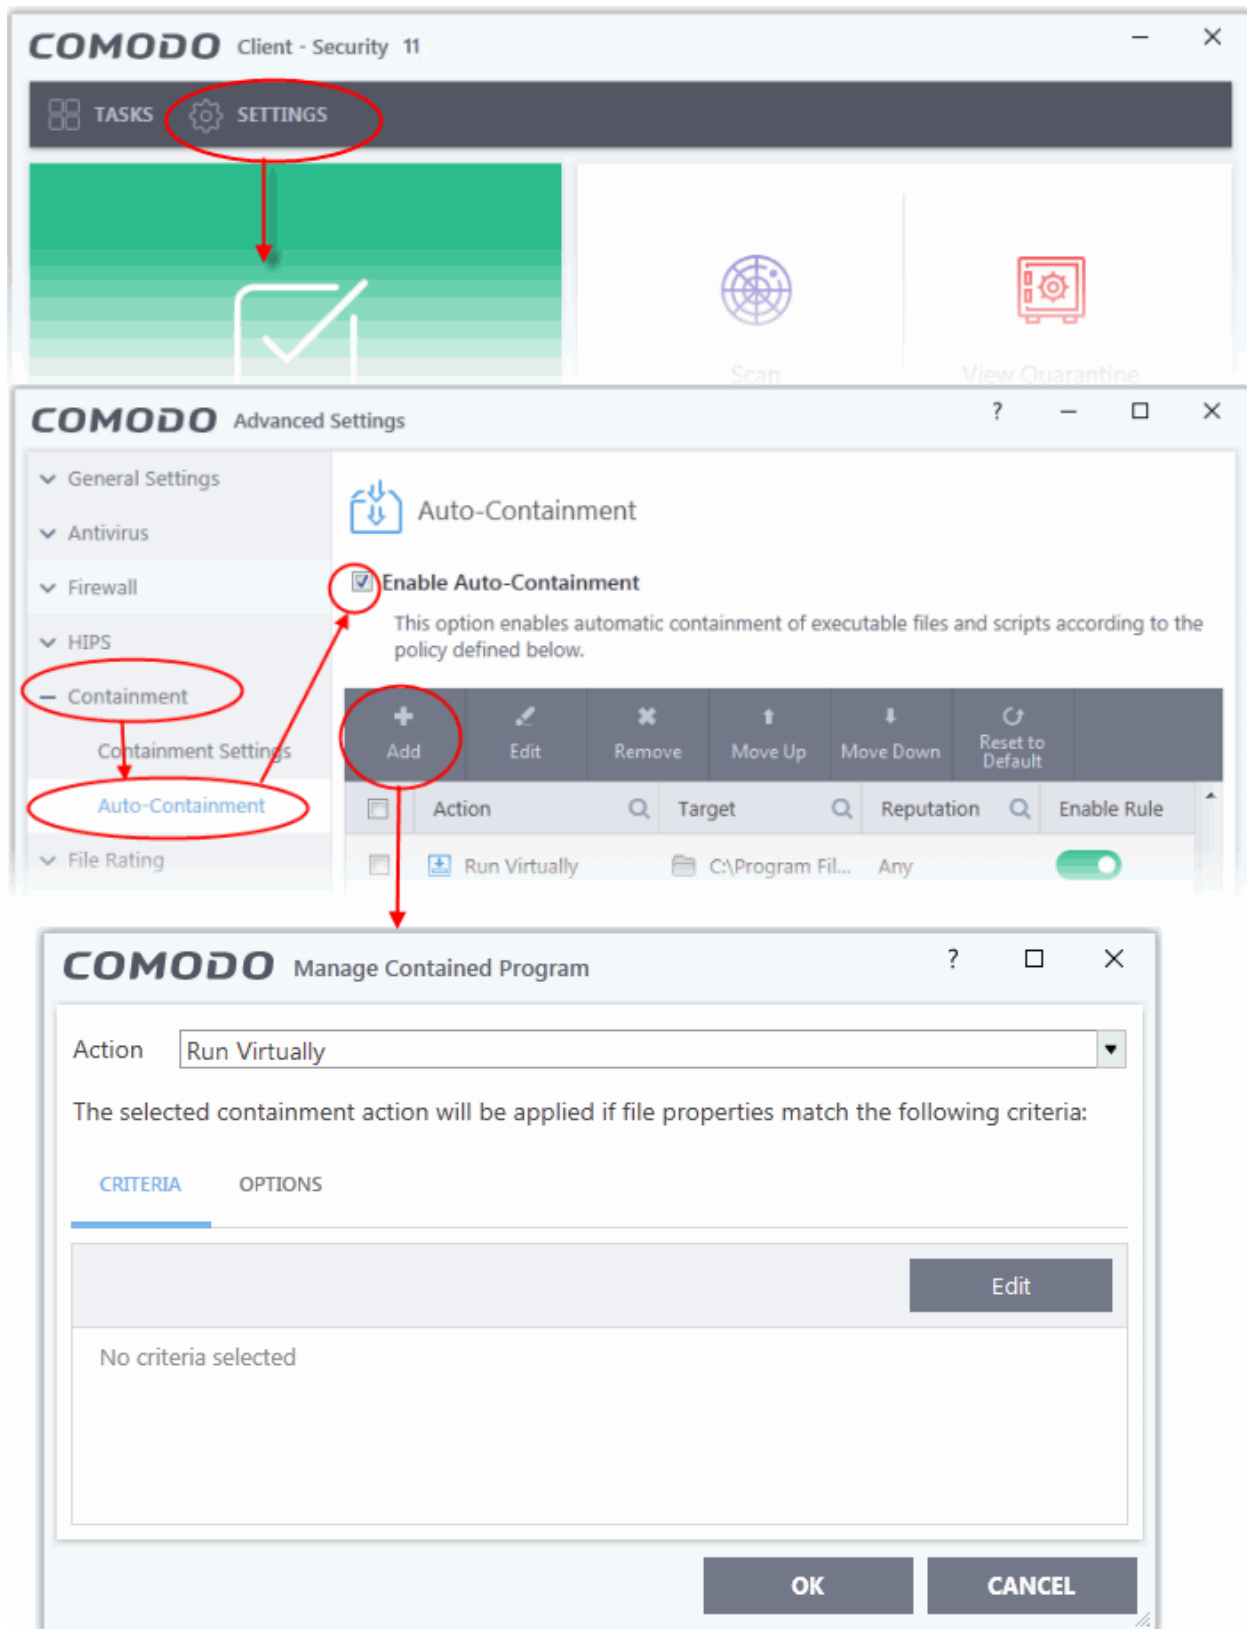 COMODO Client - Security 11
TASKS SETTINGS
Scan View Quarantine
COMODO Advanced Settings ?
General Settings
Antivirus
Firewall
HIPS
Containment
Containment Settings
Auto-Containment
File Rating
Auto-Containment
Enable Auto-Containment
This option enables automatic containment of executable files and scripts according to the
policy defined below.
Add Edit Remove Move Up Move Down Reset to
Default
Action Target Reputation Enable Rule
Run Virtually C:\Program Fil... Any
COMODO Manage Contained Program ?
Action Run Virtually
The selected containment action will be applied if file properties match the following criteria:
CRITERIA OPTIONS
Edit
No criteria selected
OK CANCEL